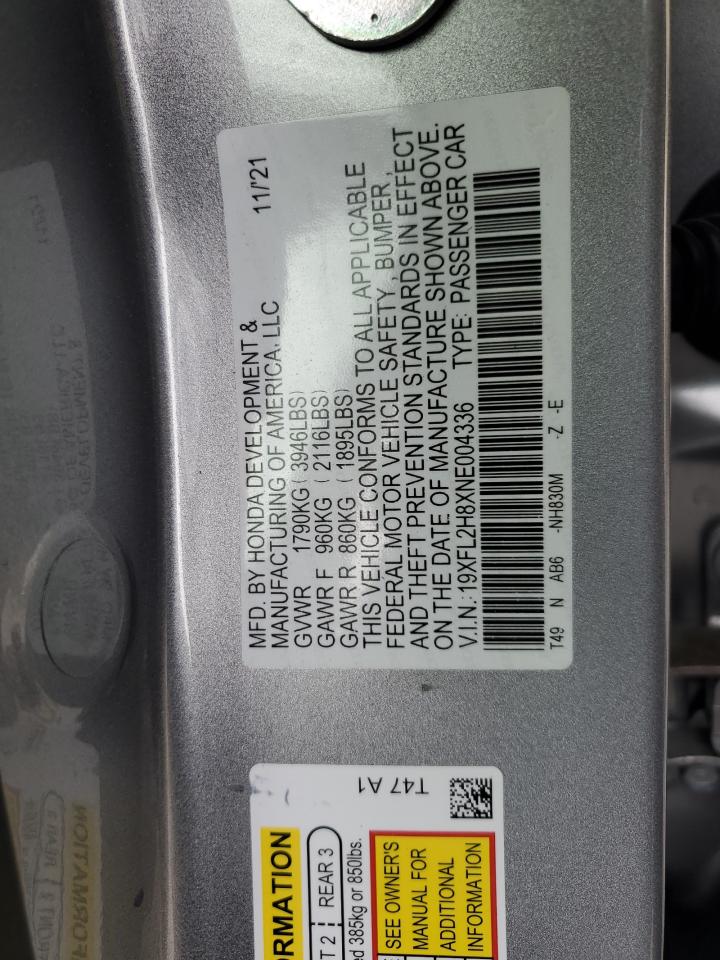 MFD. BY HONDA DEVELOPMENT &
MANUFACTURING OF AMERICA, LLC 11/'21
GVWR 1790KG (3946LBS)
GAWR F 960KG (2116LBS)
GAWR R 860KG (1895LBS)
THIS VEHICLE CONFORMS TO ALL APPLICABLE
FEDERAL MOTOR VEHICLE SAFETY, BUMPER,
AND THEFT PREVENTION STANDARDS IN EFFECT
ON THE DATE OF MANUFACTURE SHOWN ABOVE.
V.I.N.:19XFL2H8XNE004336 TYPE: PASSENGER CAR
T49 N AB6 -NH830M -Z -E
T47 A1
ORMATION
T 2 REAR 3
ed 385kg or 850lbs.
SEE OWNER'S
MANUAL FOR
ADDITIONAL
INFORMATION